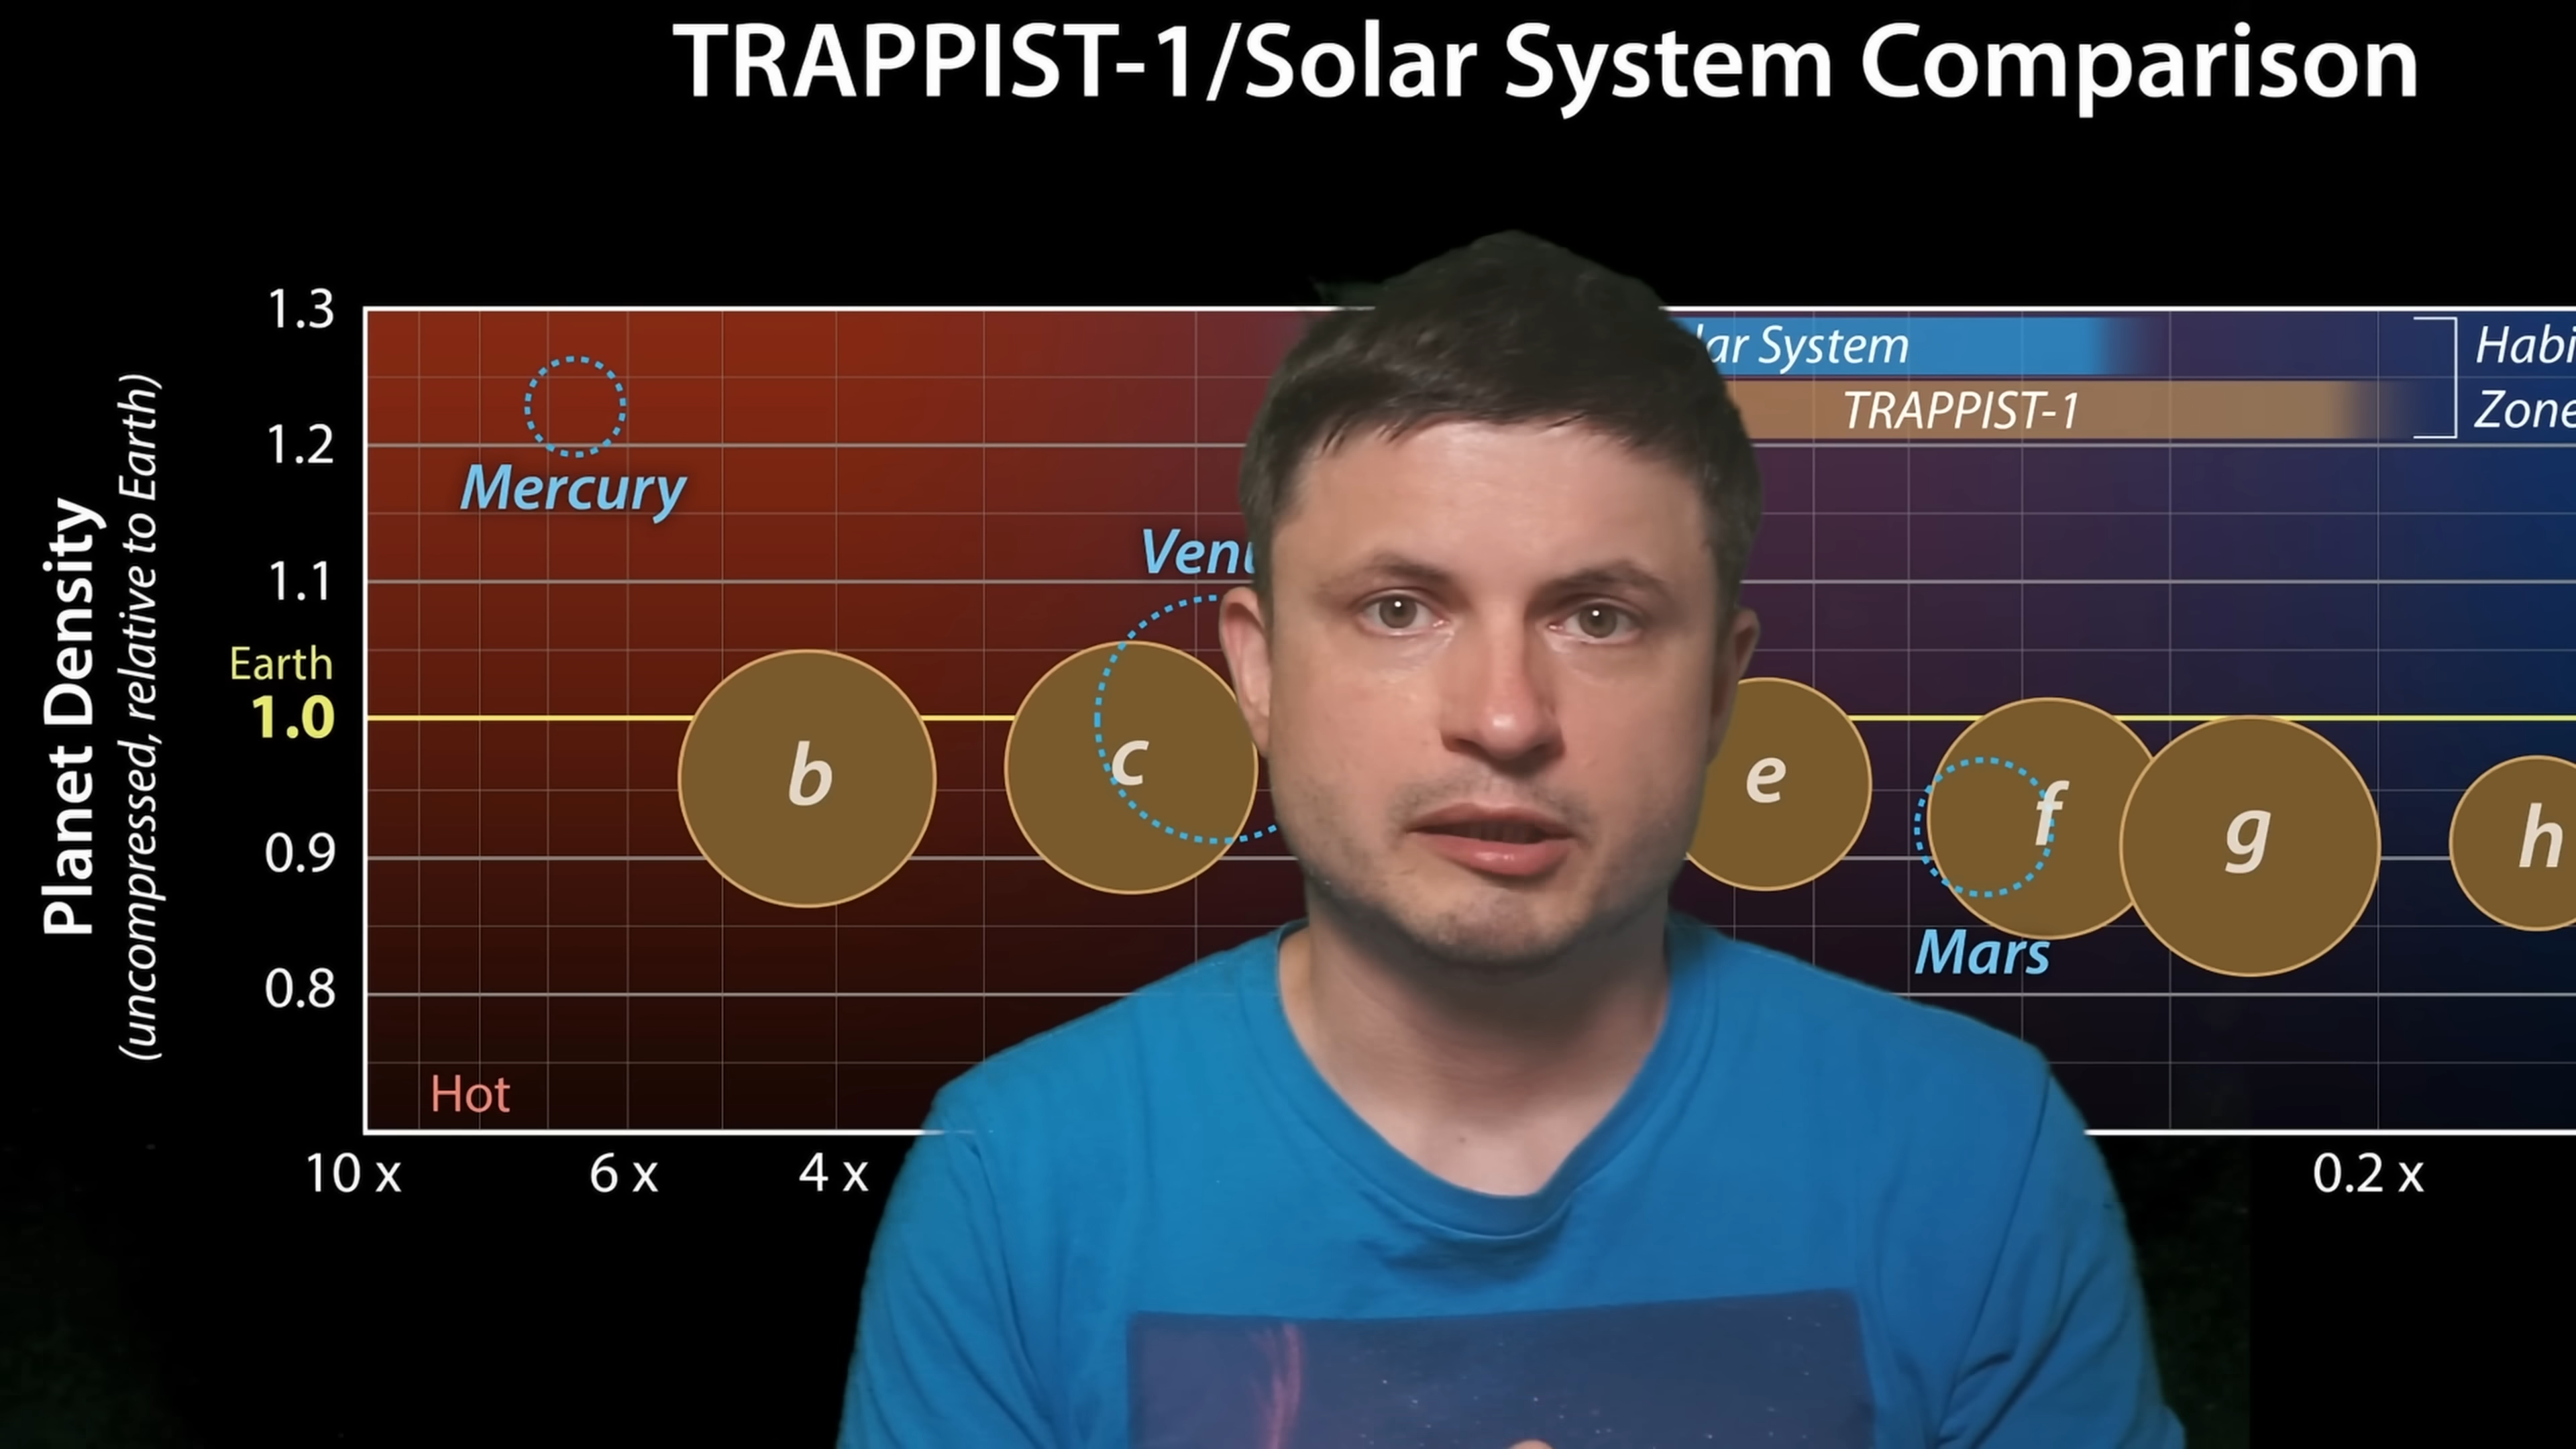 TRAPPIST-1/Solar System Comparison
Planet Density
(uncompressed, relative to Earth)
1.3
1.2
1.1
Earth
1.0
0.9
0.8
System
TRAPPIST-1
Mercury
b
c
e
f
g
h
Mars
Hot
10 x
6 x
4 x
0.2 x